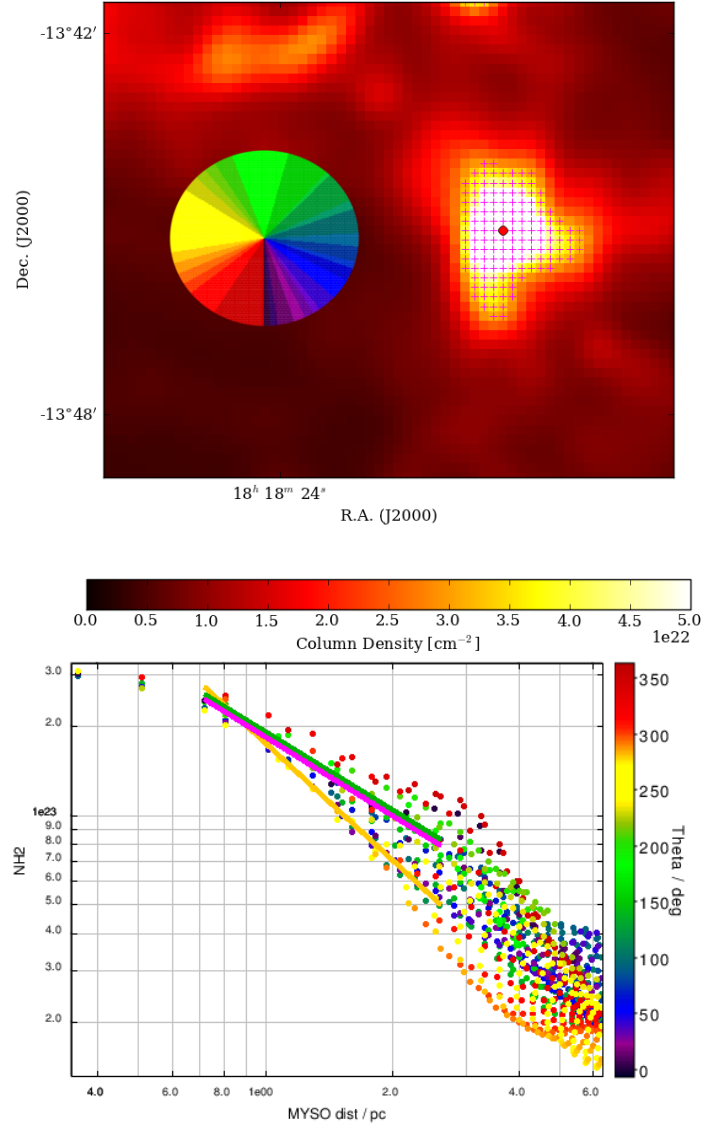 -13°42′
Dec. (J2000)
-13°48′
18ʰ 18ᵐ 24ˢ
R.A. (J2000)
0.0 0.5 1.0 1.5 2.0 2.5 3.0 3.5 4.0 4.5 5.0
1e22
Column Density [cm⁻²]
3.0
2.0
1e23
9.0
8.0
7.0
6.0
5.0
4.0
3.0
2.0
NH2
4.0 6.0 8.0 1e00 2.0 4.0 6.0
MYSO dist / pc
350
300
250
200
150
100
50
0
Theta / deg